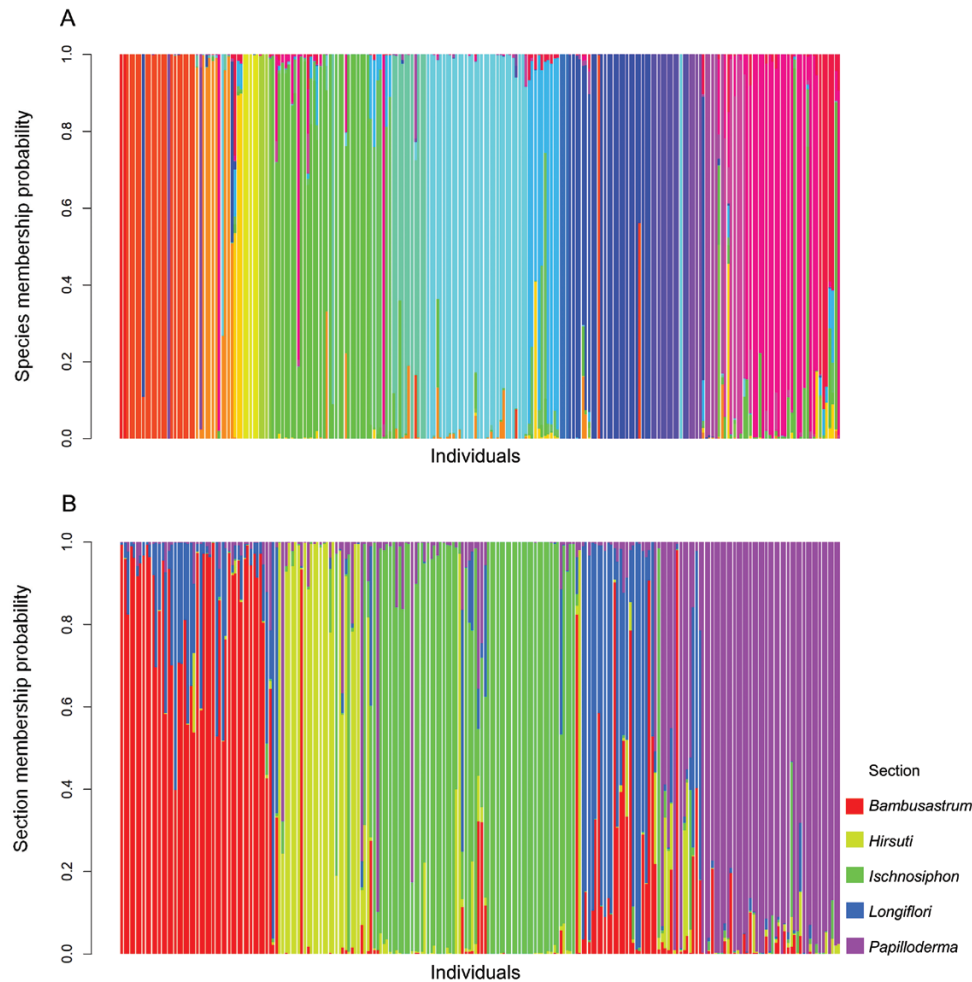 A
Species membership probability
1.0
0.8
0.6
0.4
0.2
0.0
Individuals
B
Section membership probability
1.0
0.8
0.6
0.4
0.2
0.0
Individuals
Section
Bambusastrum
Hirsuti
Ischnosiphon
Longiflori
Papilloderma